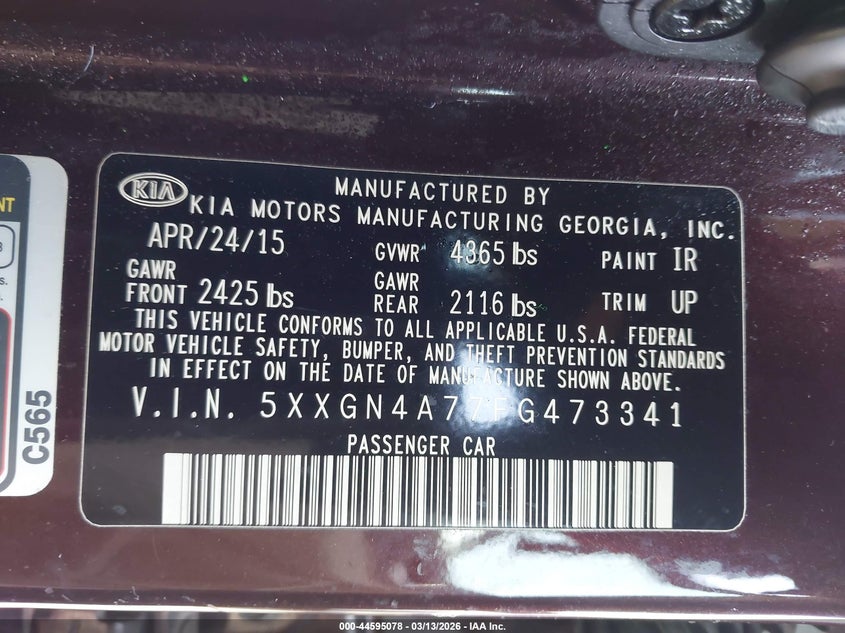 NT
KIA
MANUFACTURED BY
KIA MOTORS MANUFACTURING GEORGIA, INC.
APR/24/15 GVWR 4365 lbs PAINT IR
GAWR FRONT 2425 lbs GAWR REAR 2116 lbs TRIM UP
THIS VEHICLE CONFORMS TO ALL APPLICABLE U.S.A. FEDERAL
MOTOR VEHICLE SAFETY, BUMPER, AND THEFT PREVENTION STANDARDS
IN EFFECT ON THE DATE OF MANUFACTURE SHOWN ABOVE.
V.I.N. 5XXGN4A77FG473341
PASSENGER CAR
C565
000-44595078 - 03/13/2026 - IAA Inc.